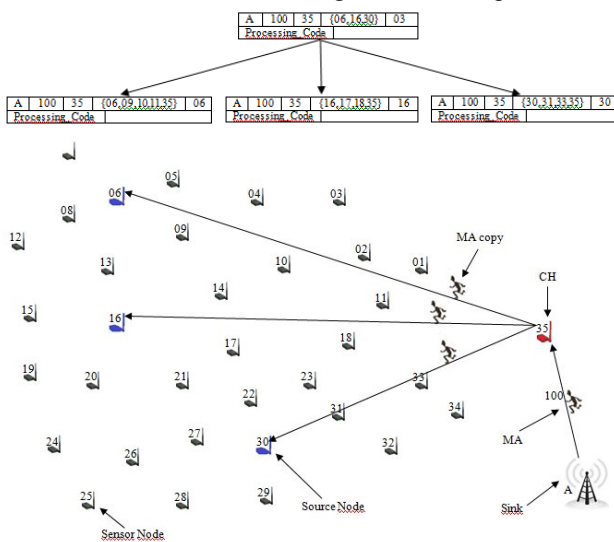 A 100 35 {06,16,30} 03
Processing_Code
A 100 35 {06,09,10,11,35} 06
Processing_Code
A 100 35 {16,17,18,35} 16
Processing_Code
A 100 35 {30,31,33,35} 30
Processing_Code
05
06
04
03
08
09
12
MA copy
02
13
10
01
CH
14
11
15
16
35
18
17
19
20
21
23
33
22
100
31
34
MA
27
30
24
32
26
A
25
28
29
Source Node
Sink
Sensor Node